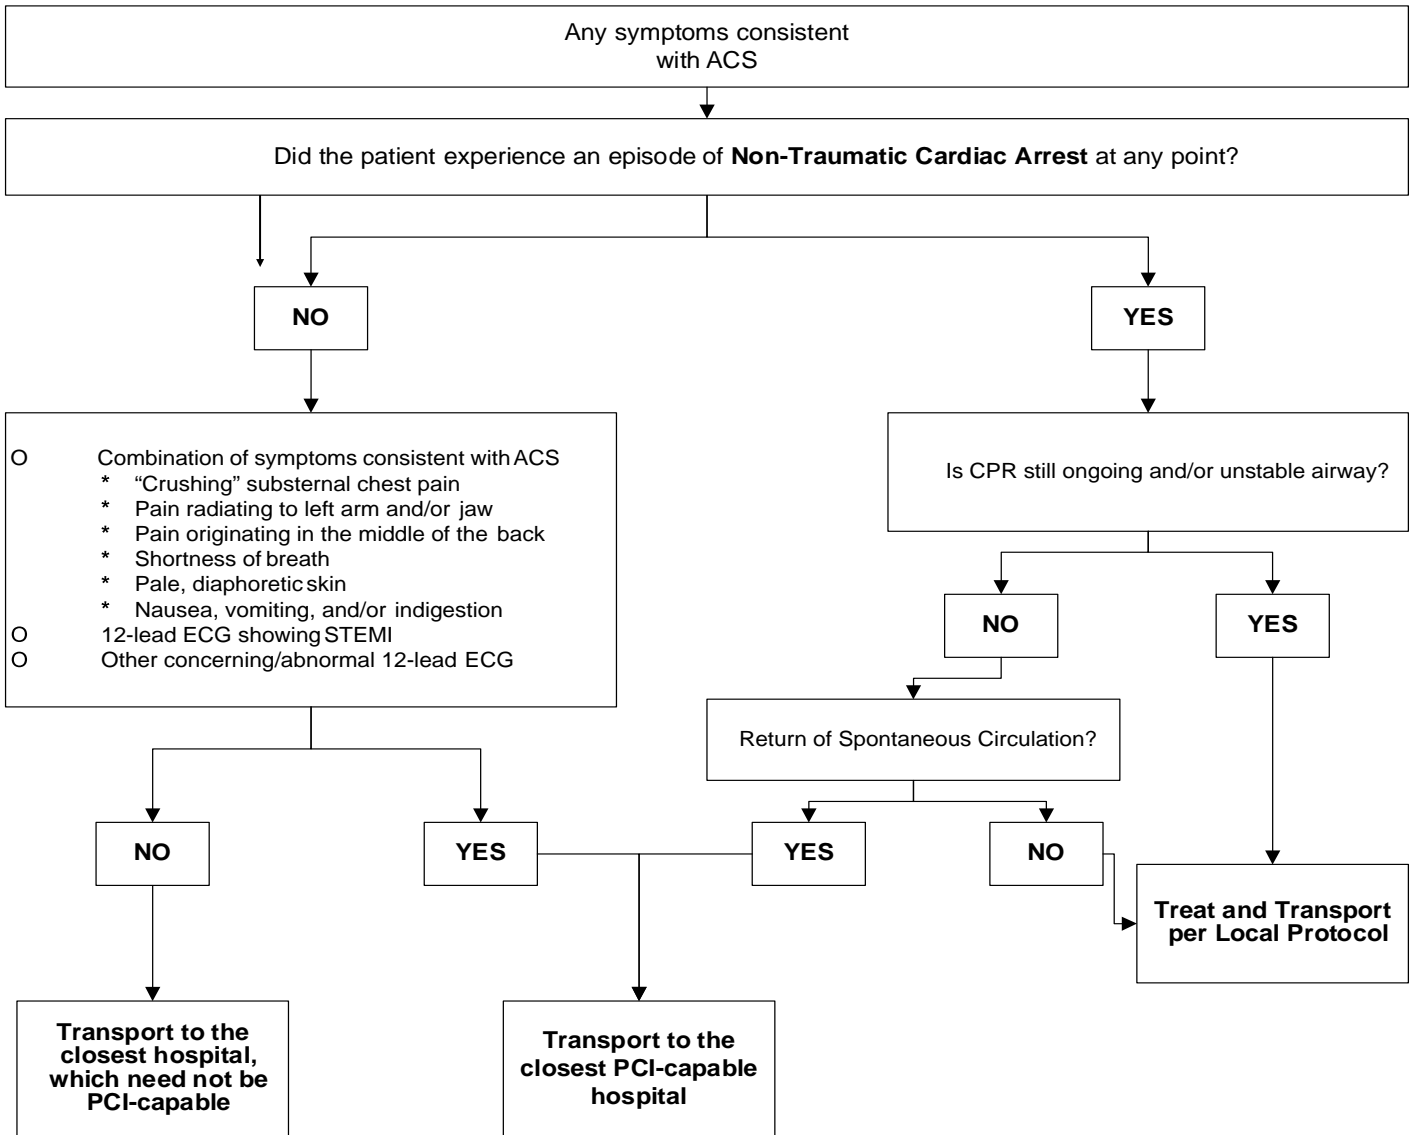 Any symptoms consistent
with ACS
Did the patient experience an episode of Non-Traumatic Cardiac Arrest at any point?
NO
YES
O Combination of symptoms consistent with ACS
* “Crushing” substernal chest pain
* Pain radiating to left arm and/or jaw
* Pain originating in the middle of the back
* Shortness of breath
* Pale, diaphoretic skin
* Nausea, vomiting, and/or indigestion
O 12-lead ECG showing STEMI
O Other concerning/abnormal 12-lead ECG
Is CPR still ongoing and/or unstable airway?
NO
YES
Return of Spontaneous Circulation?
NO
YES
YES
NO
Treat and Transport
per Local Protocol
Transport to the
closest hospital,
which need not be
PCI-capable
Transport to the
closest PCI-capable
hospital